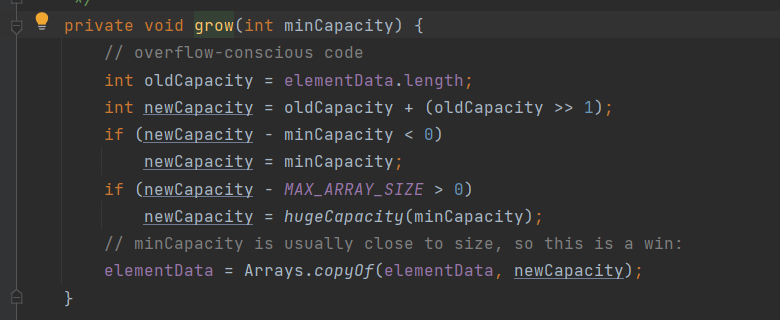 */
private void grow(int minCapacity) {
// overflow-conscious code
int oldCapacity = elementData.length;
int newCapacity = oldCapacity + (oldCapacity >> 1);
if (newCapacity - minCapacity < 0)
newCapacity = minCapacity;
if (newCapacity - MAX_ARRAY_SIZE > 0)
newCapacity = hugeCapacity(minCapacity);
// minCapacity is usually close to size, so this is a win:
elementData = Arrays.copyOf(elementData, newCapacity);
}